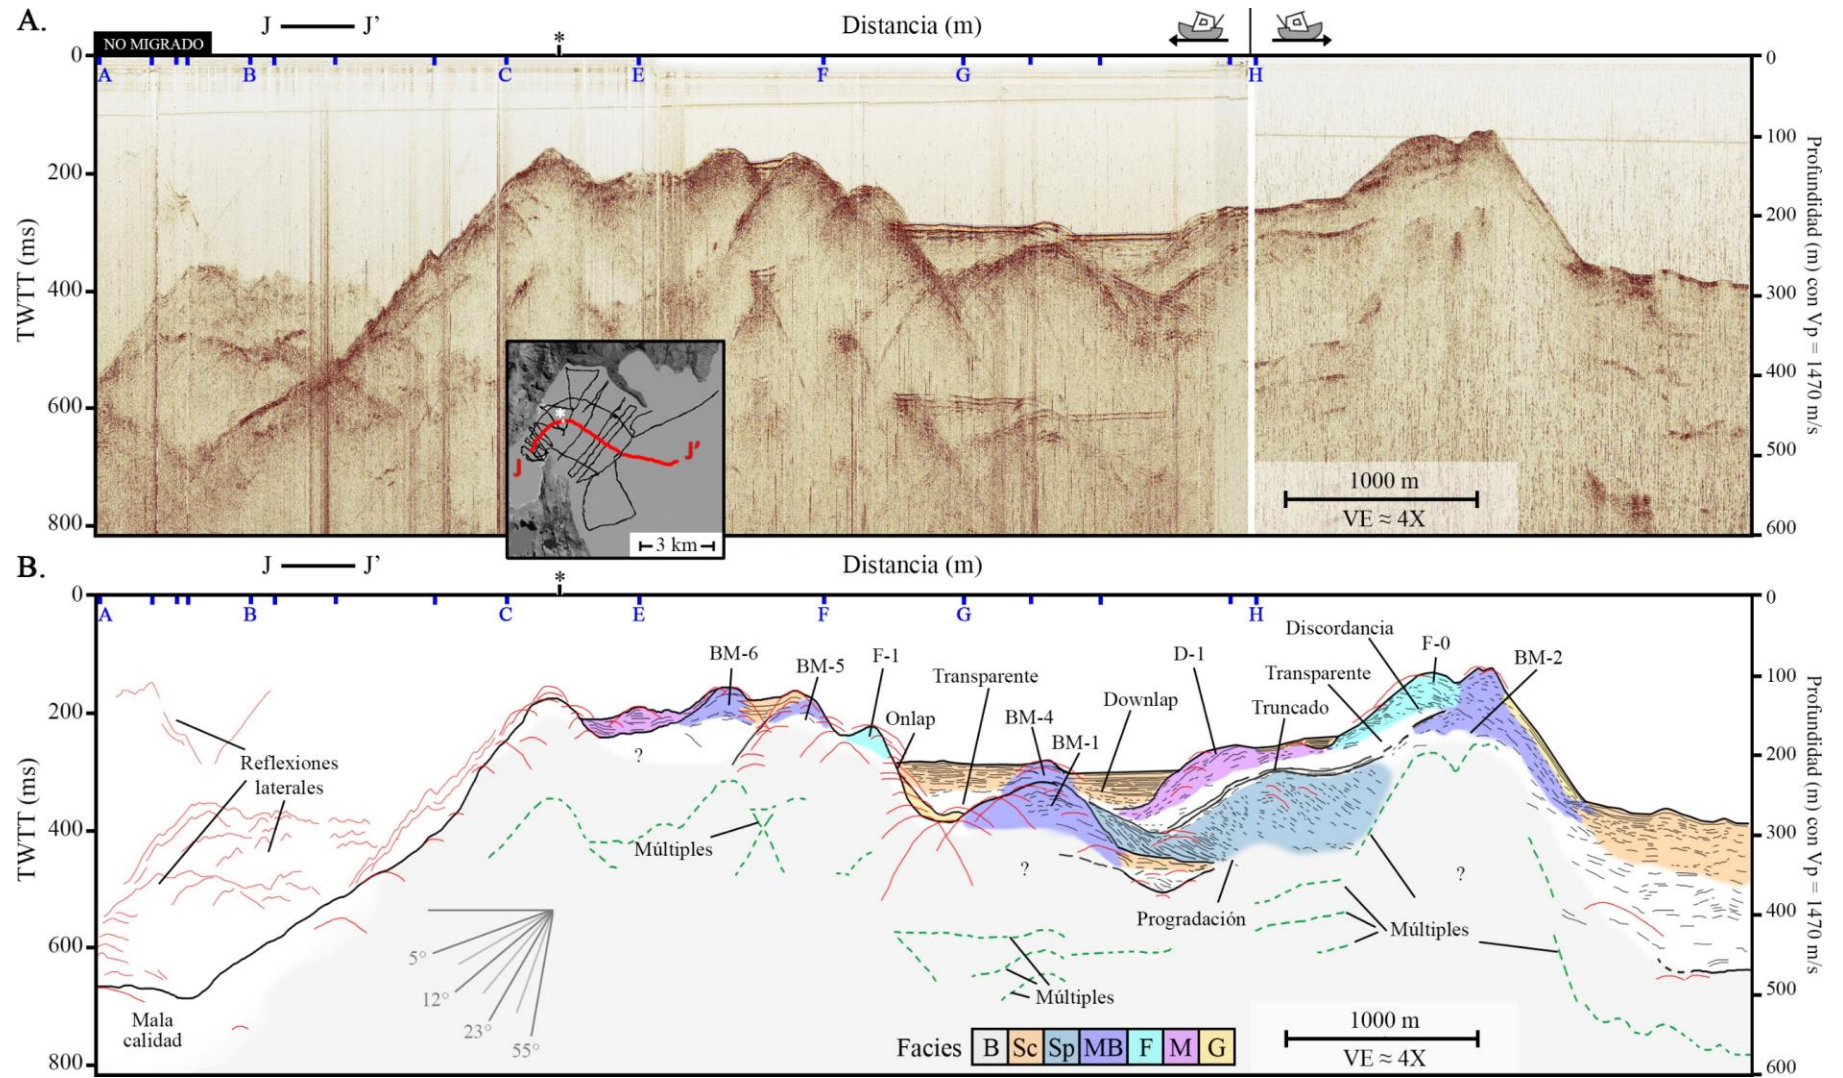 A.
J J’
Distancia (m)
*
NO MIGRADO
0
0
A
B
C
E
F
G
H
200
400
600
800
TWTT (ms)
100
200
300
400
500
600
Profundidad (m) con Vp = 1470 m/s
*
J
J’
3 km
1000 m
VE ≈ 4X
B.
J J’
Distancia (m)
*
0
0
A
B
C
E
F
G
H
200
400
600
800
TWTT (ms)
100
200
300
400
500
600
Profundidad (m) con Vp = 1470 m/s
Discordancia
F-0
BM-6
BM-5
F-1
D-1
BM-2
Transparente
Transparente
Downlap
Truncado
Onlap
BM-4
BM-1
?
Reflexiones
laterales
Múltiples
?
?
Progradación
Múltiples
5°
12°
23°
55°
Múltiples
Mala
calidad
1000 m
VE ≈ 4X
Facies B Sc Sp MB F M G